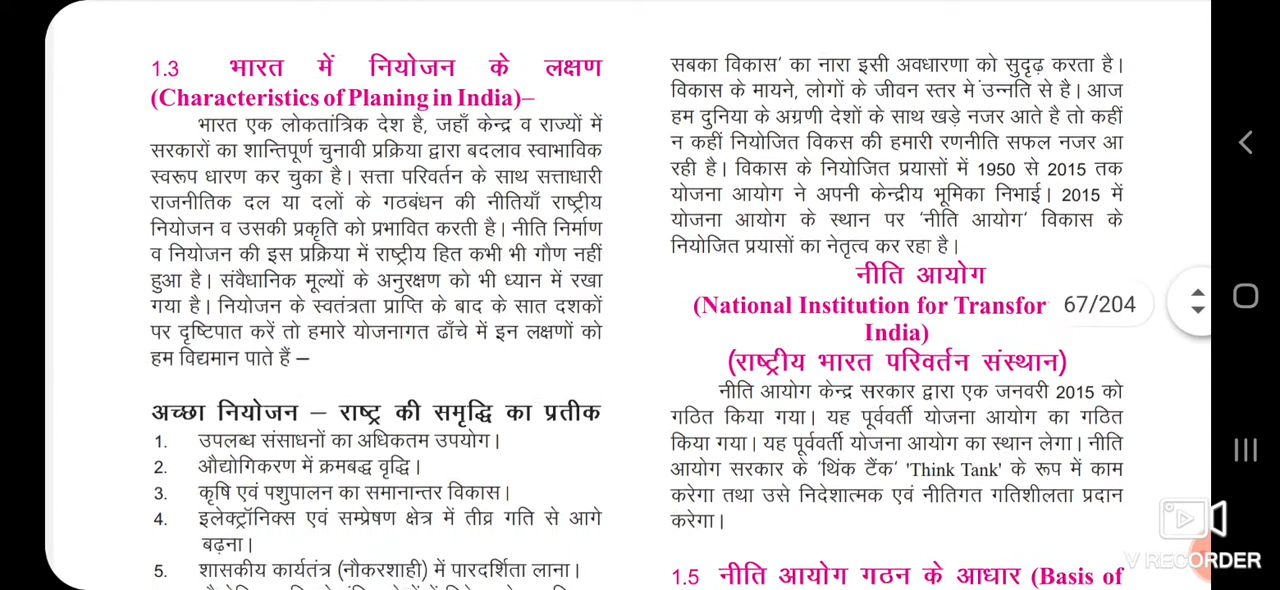 1.3 भारत में नियोजन के लक्षण
(Characteristics of Planing in India)–
भारत एक लोकतांत्रिक देश है, जहाँ केन्द्र व राज्यों में
सरकारों का शान्तिपूर्ण चुनावी प्रक्रिया द्वारा बदलाव स्वाभाविक
स्वरूप धारण कर चुका है। सत्ता परिवर्तन के साथ सत्ताधारी
राजनीतिक दल या दलों के गठबंधन की नीतियाँ राष्ट्रीय
नियोजन व उसकी प्रकृति को प्रभावित करती है। नीति निर्माण
व नियोजन की इस प्रक्रिया में राष्ट्रीय हित कभी भी गौण नहीं
हुआ है। संवैधानिक मूल्यों के अनुरक्षण को भी ध्यान में रखा
गया है। नियोजन के स्वतंत्रता प्राप्ति के बाद के सात दशकों
पर दृष्टिपात करें तो हमारे योजनागत ढाँचे में इन लक्षणों को
हम विद्यमान पाते हैं –
अच्छा नियोजन – राष्ट्र की समृद्धि का प्रतीक
1. उपलब्ध संसाधनों का अधिकतम उपयोग।
2. औद्योगिकरण में क्रमबद्ध वृद्धि।
3. कृषि एवं पशुपालन का समानान्तर विकास।
4. इलेक्ट्रॉनिक्स एवं सम्प्रेषण क्षेत्र में तीव्र गति से आगे
बढ़ना।
5. शासकीय कार्यतंत्र (नौकरशाही) में पारदर्शिता लाना।
सबका विकास' का नारा इसी अवधारणा को सुदृढ़ करता है।
विकास के मायने, लोगों के जीवन स्तर मे उन्नति से है। आज
हम दुनिया के अग्रणी देशों के साथ खड़े नजर आते है तो कहीं
न कहीं नियोजित विकस की हमारी रणनीति सफल नजर आ
रही है। विकास के नियोजित प्रयासों में 1950 से 2015 तक
योजना आयोग ने अपनी केन्द्रीय भूमिका निभाई। 2015 में
योजना आयोग के स्थान पर 'नीति आयोग' विकास के
नियोजित प्रयासों का नेतृत्व कर रहा है।
नीति आयोग
(National Institution for Transfor
India)
(राष्ट्रीय भारत परिवर्तन संस्थान)
नीति आयोग केन्द्र सरकार द्वारा एक जनवरी 2015 को
गठित किया गया। यह पूर्ववर्ती योजना आयोग का गठित
किया गया। यह पूर्ववर्ती योजना आयोग का स्थान लेगा। नीति
आयोग सरकार के 'थिंक टैंक' 'Think Tank' के रूप में काम
करेगा तथा उसे निदेशात्मक एवं नीतिगत गतिशीलता प्रदान
करेगा।
1.5 नीति आयोग गठन के आधार (Basis of
67/204
V RECORDER